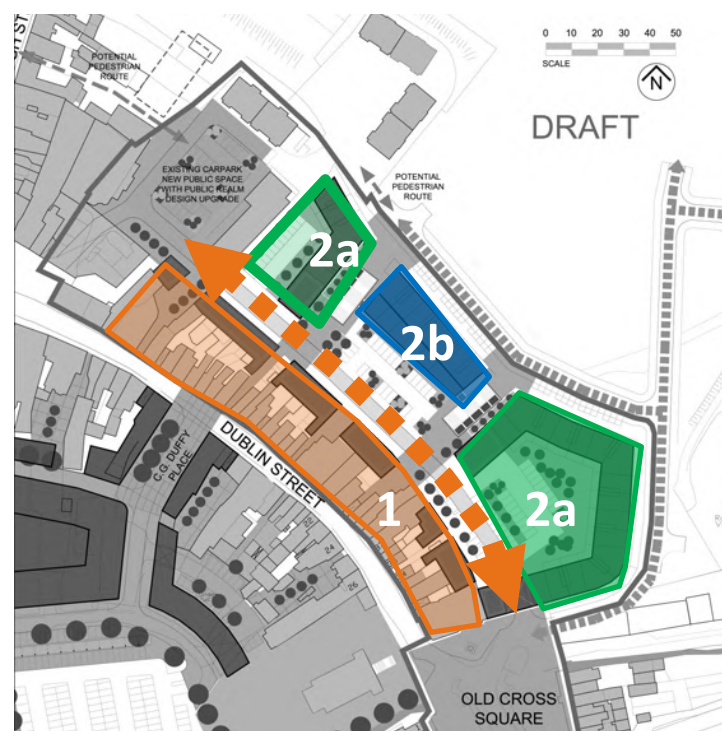 POTENTIAL
PEDESTRIAN
ROUTE
0 10 20 30 40 50
SCALE
N
DRAFT
EXISTING CARPARK
NEW PUBLIC SPACE
WITH PUBLIC REALM
DESIGN UPGRADE
POTENTIAL
PEDESTRIAN
ROUTE
2a
2b
2a
1
DUBLIN STREET
C.G. DUFFY
PLACE
22
24
26
OLD CROSS
SQUARE